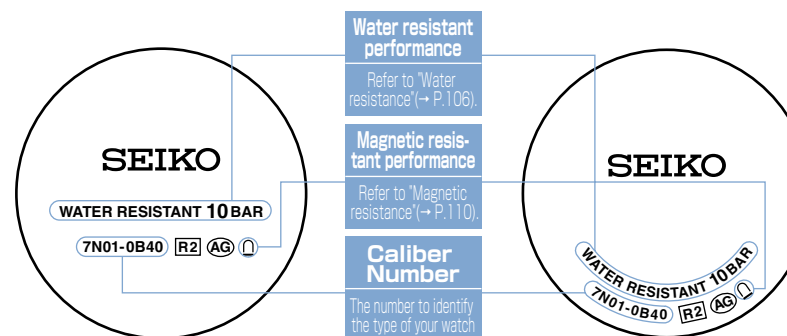 Water resistant
performance
Refer to "Water
resistance"(→ P.106).
Magnetic resis-
tant performance
Refer to "Magnetic
resistance"(→ P.110).
Caliber
Number
The number to identify
the type of your watch
SEIKO
WATER RESISTANT 10 BAR
7N01-0B40 R2 AG
SEIKO
WATER RESISTANT 10 BAR
7N01-0B40 R2 AG